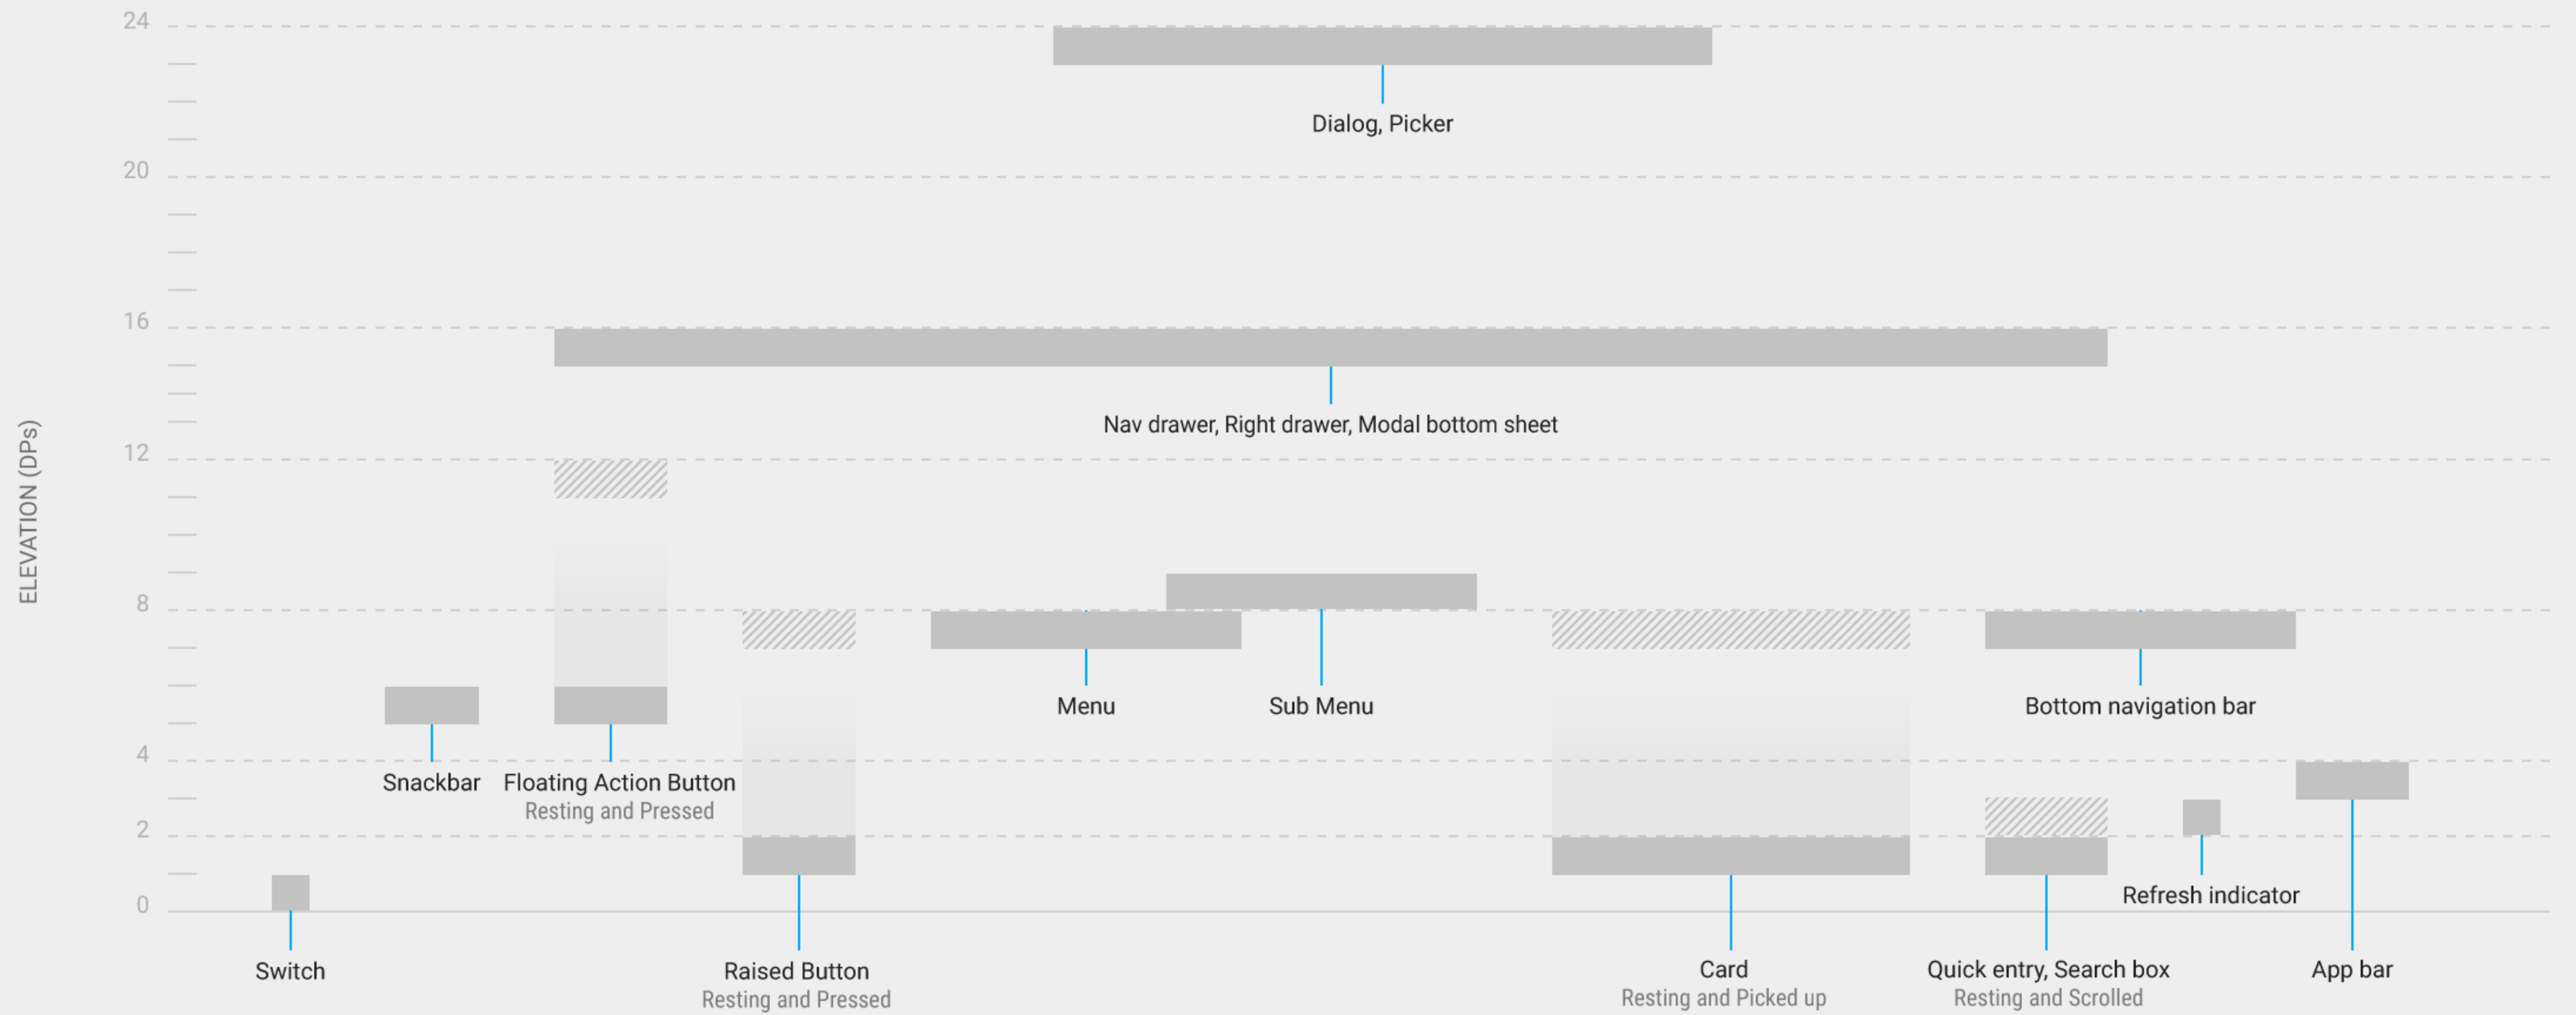 24
Dialog, Picker
20
16
Nav drawer, Right drawer, Modal bottom sheet
ELEVATION (DPs)
12
8
Menu
Sub Menu
Bottom navigation bar
4
Snackbar
Floating Action Button
Resting and Pressed
2
Refresh indicator
0
Switch
Raised Button
Resting and Pressed
Card
Resting and Picked up
Quick entry, Search box
Resting and Scrolled
App bar